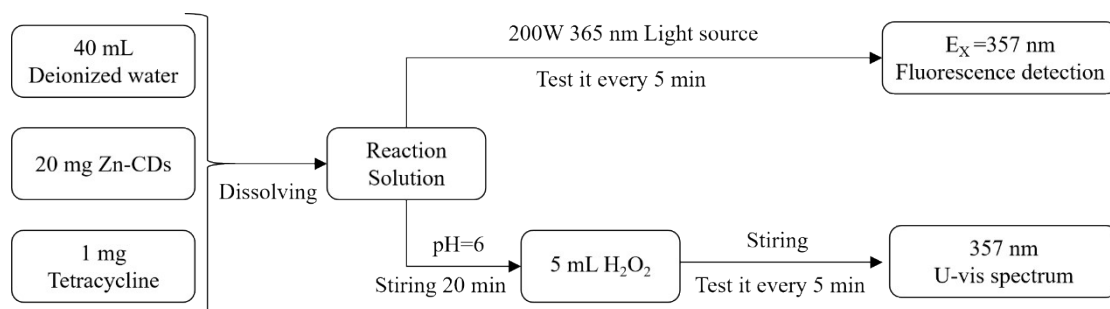 40 mL
Deionized water
20 mg Zn-CDs
1 mg
Tetracycline
Dissolving
Reaction
Solution
200W 365 nm Light source
Test it every 5 min
Eₓ=357 nm
Fluorescence detection
pH=6
Stiring 20 min
5 mL H₂O₂
Stiring
Test it every 5 min
357 nm
U-vis spectrum